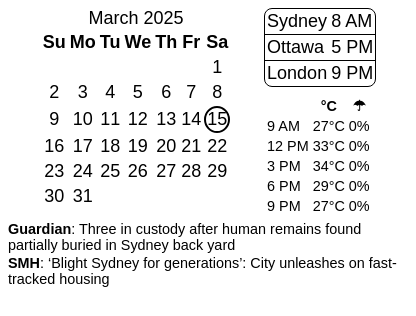 March 2025
Su Mo Tu We Th Fr Sa
1
2 3 4 5 6 7 8
9 10 11 12 13 14 15
16 17 18 19 20 21 22
23 24 25 26 27 28 29
30 31
Sydney 8 AM
Ottawa 5 PM
London 9 PM
°C ☂
9 AM 27°C 0%
12 PM 33°C 0%
3 PM 34°C 0%
6 PM 29°C 0%
9 PM 27°C 0%
Guardian: Three in custody after human remains found
partially buried in Sydney back yard
SMH: ‘Blight Sydney for generations’: City unleashes on fast-
tracked housing